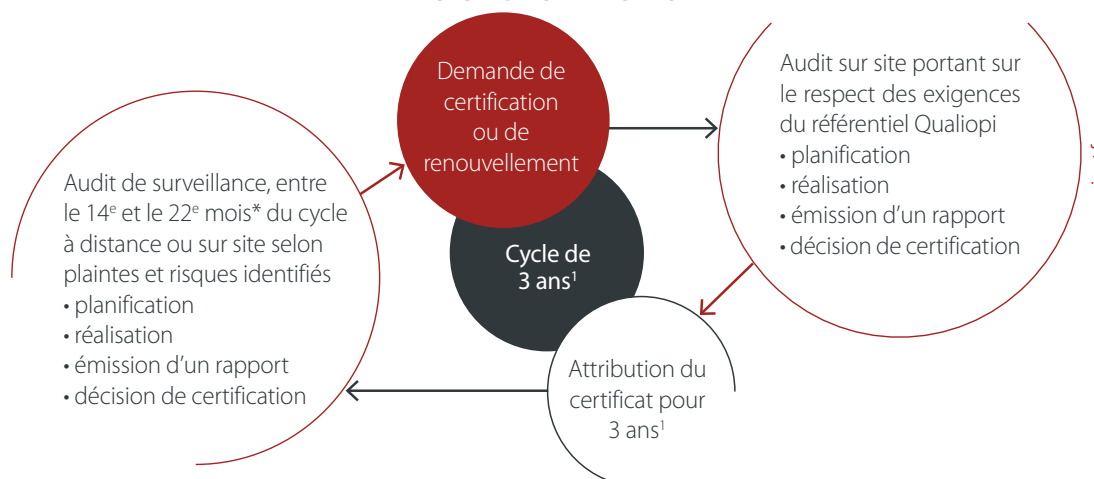 Demande de
certification
ou de
renouvellement
Audit sur site portant sur
le respect des exigences
du référentiel Qualiopi
• planification
• réalisation
• émission d’un rapport
• décision de certification
Cycle de
3 ans¹
Attribution du
certificat pour
3 ans¹
Audit de surveillance, entre
le 14ᵉ et le 22ᵉ mois* du cycle
à distance ou sur site selon
plaintes et risques identifiés
• planification
• réalisation
• émission d’un rapport
• décision de certification